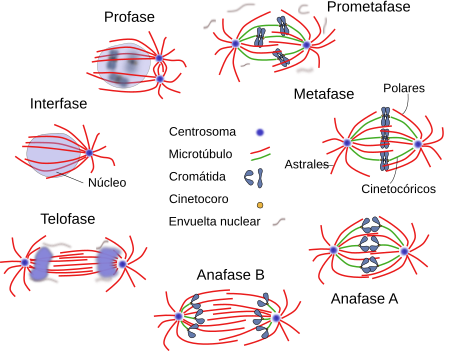 Profase
Prometafase
Interfase
Metafase
Polares
Centrosoma
Microtúbulo
Astrales
Cromátida
Núcleo
Cinetocóricos
Cinetocoro
Envuelta nuclear
Telofase
Anafase B
Anafase A